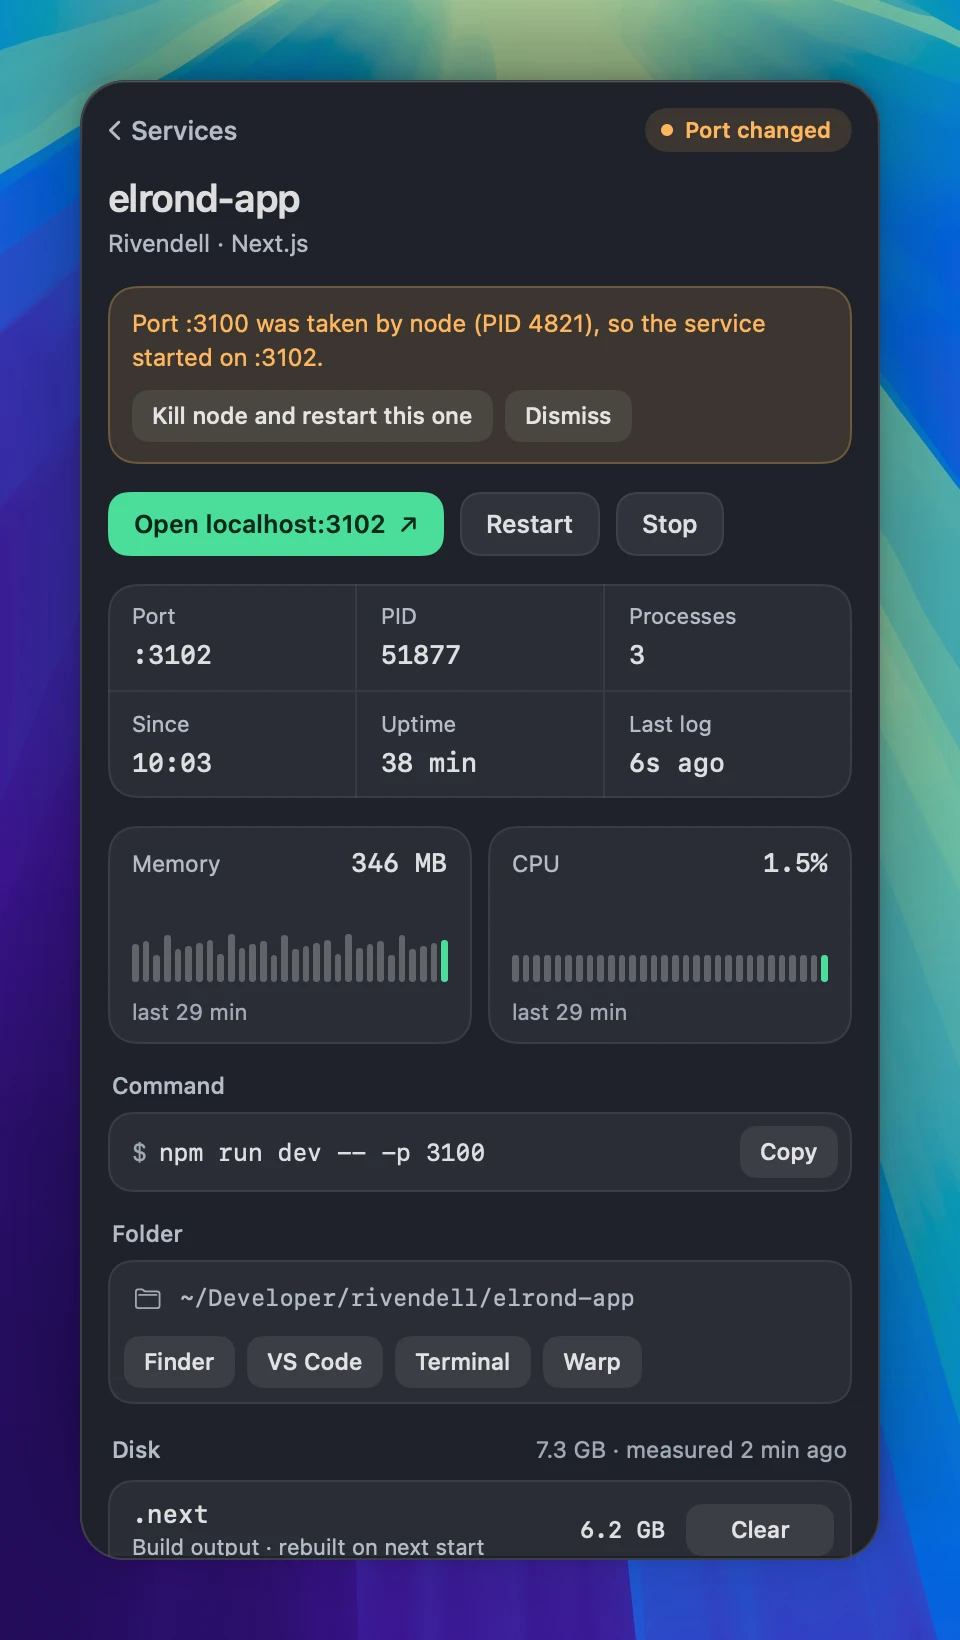 Services
Port changed
elrond-app
Rivendell · Next.js
Port :3100 was taken by node (PID 4821), so the service
started on :3102.
Kill node and restart this one
Dismiss
Open localhost:3102 ↗
Restart
Stop
Port
PID
Processes
:3102
51877
3
Since
Uptime
Last log
10:03
38 min
6s ago
Memory
346 MB
last 29 min
CPU
1.5%
last 29 min
Command
$ npm run dev -- -p 3100
Copy
Folder
~/Developer/rivendell/elrond-app
Finder
VS Code
Terminal
Warp
Disk
7.3 GB · measured 2 min ago
.next
Build output · rebuilt on next start
6.2 GB
Clear